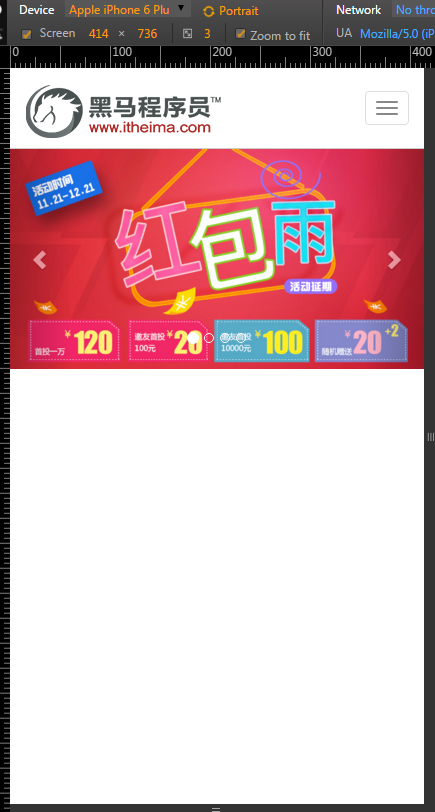 Device Apple iPhone 6 Plu Portrait Network No thro
Screen 414 × 736 3 Zoom to fit UA Mozilla/5.0 (iP
0 100 200 300 400
黑马程序员™
www.itheima.com
活动时间
11.21-12.21
红包雨
活动延期
首投一万 ¥120
邀友首投 ¥20
100元
10000元 ¥100
随机赠送 ¥20+2